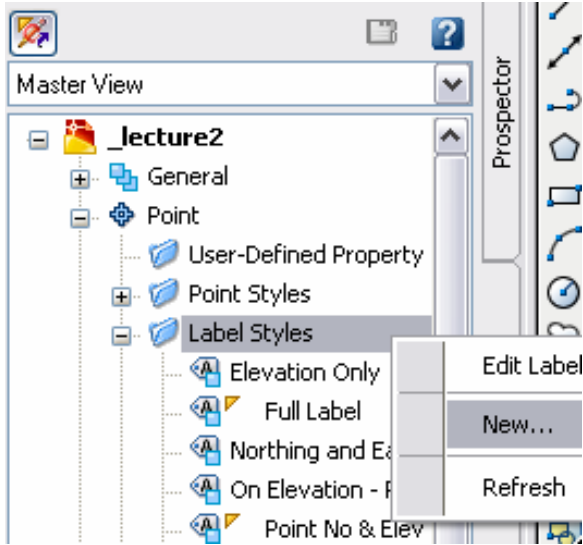 Master View
Prospector
_lecture2
General
Point
User-Defined Property
Point Styles
Label Styles
Elevation Only
Full Label
Northing and
On Elevation -
Point No & Elev
Edit Label
New...
Refresh